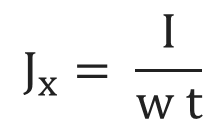 Jx = I / w t